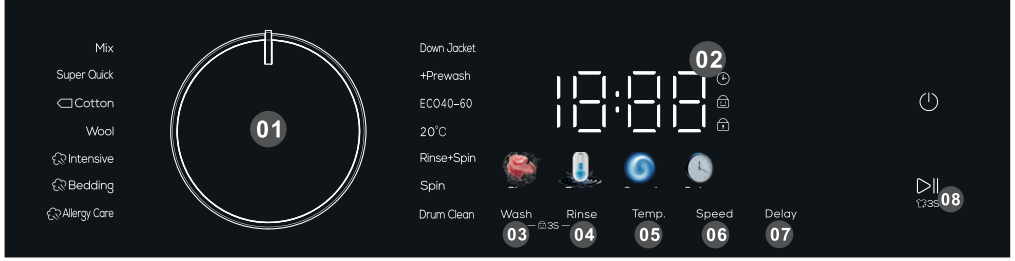 Mix
Super Quick
Cotton
Wool
Intensive
Bedding
Allergy Care
01
Down Jacket
+Prewash
ECO40-60
20°C
Rinse+Spin
Spin
Drum Clean
18:88
02
Wash
Rinse
Temp.
Speed
Delay
3S
03
04
05
06
07
3S
08